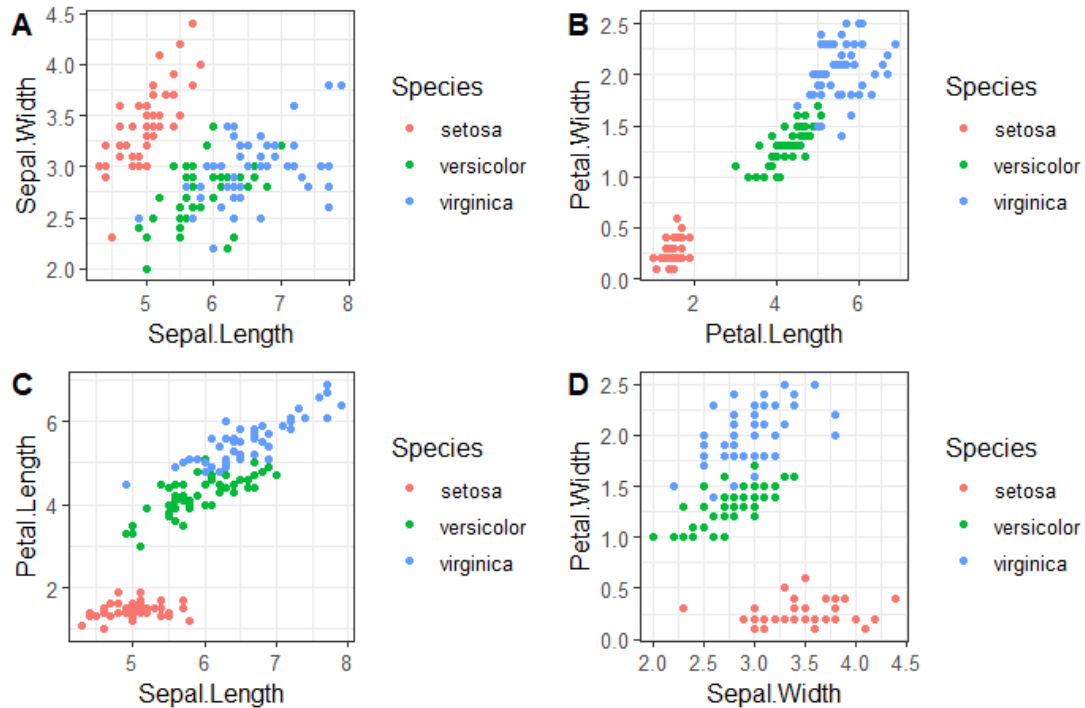 A
Sepal.Width
4.5
4.0
3.5
3.0
2.5
2.0
5
6
7
8
Sepal.Length
Species
setosa
versicolor
virginica
B
Petal.Width
2.5
2.0
1.5
1.0
0.5
0.0
2
4
6
Petal.Length
Species
setosa
versicolor
virginica
C
Petal.Length
6
4
2
5
6
7
8
Sepal.Length
Species
setosa
versicolor
virginica
D
Petal.Width
2.5
2.0
1.5
1.0
0.5
0.0
2.0
2.5
3.0
3.5
4.0
4.5
Sepal.Width
Species
setosa
versicolor
virginica